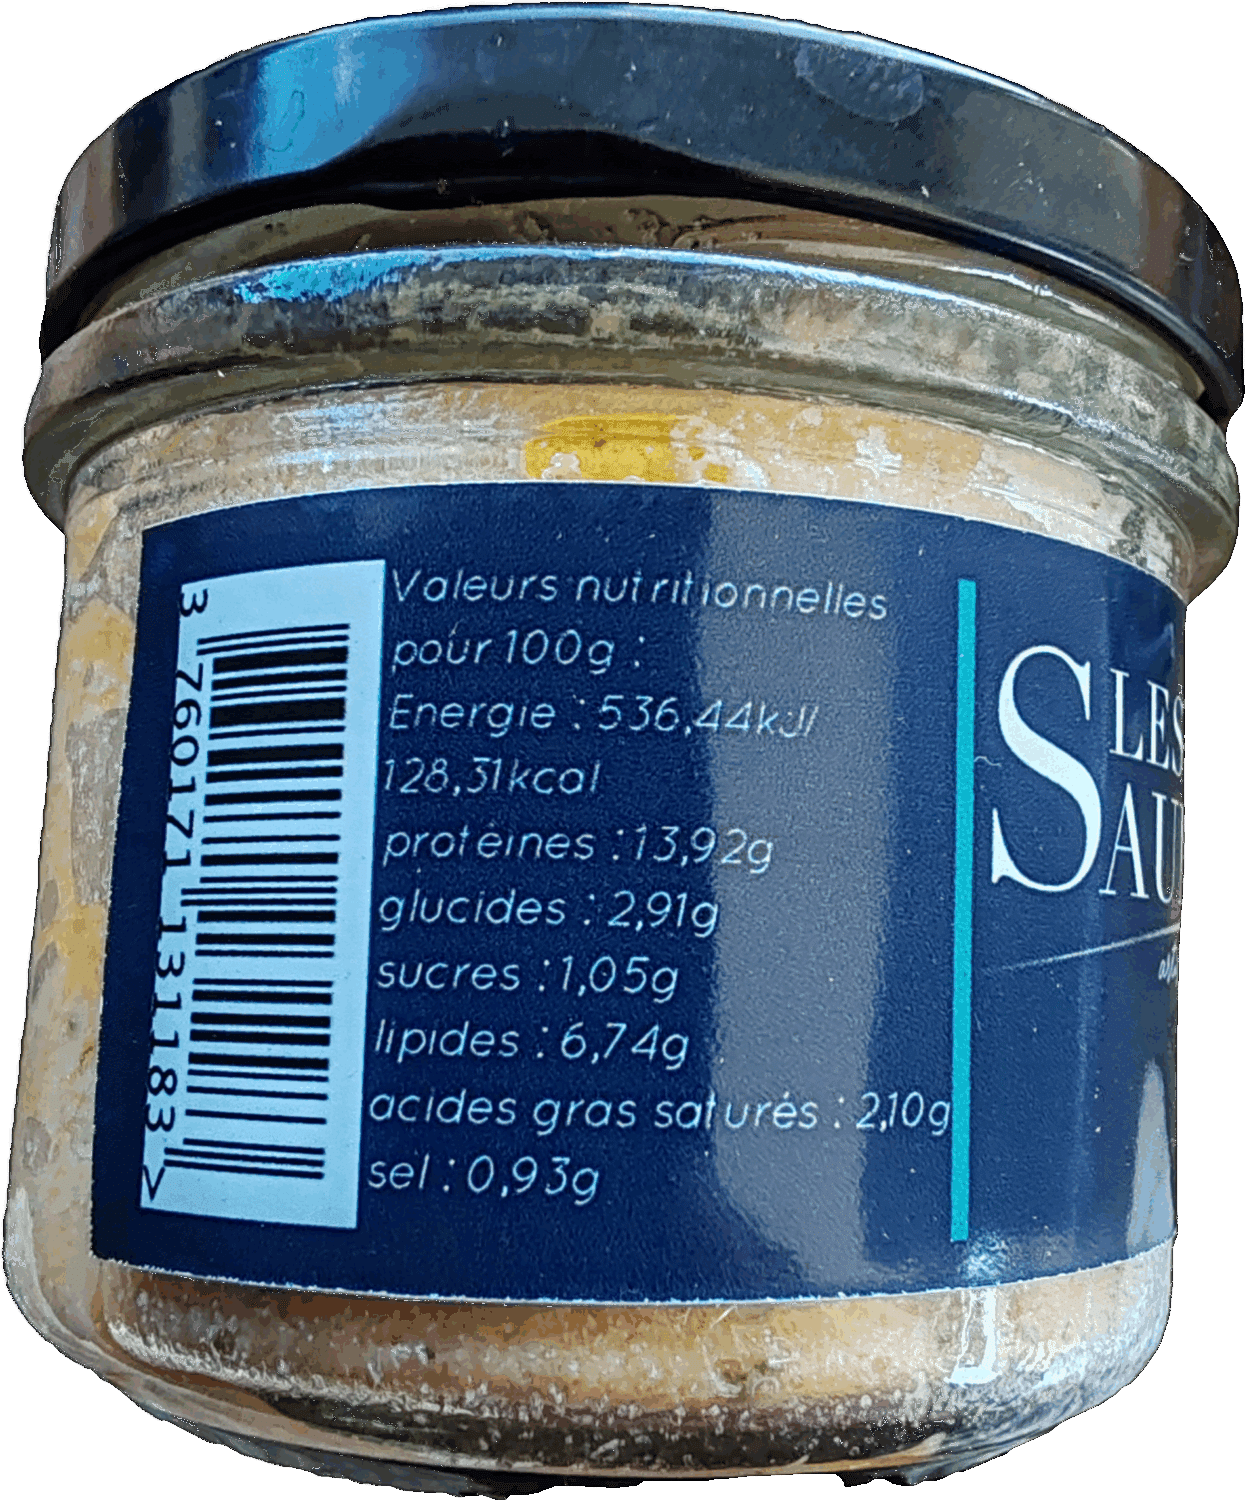 3 760171 131183 >
Valeurs nutritionnelles
pour 100g :
Energie : 536,44kJ/
128,31kcal
protéines : 13,92g
glucides : 2,91g
sucres : 1,05g
lipides : 6,74g
acides gras saturés : 2,10g
sel : 0,93g
LES